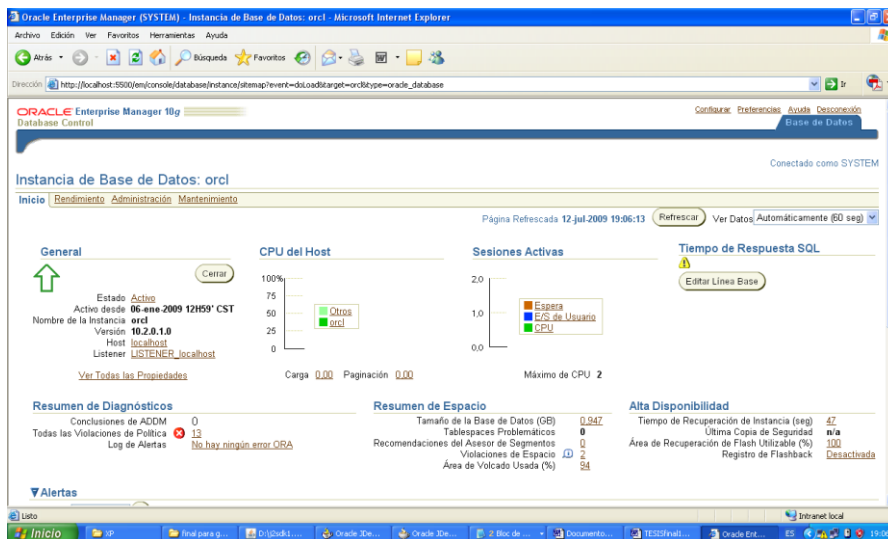 Oracle Enterprise Manager (SYSTEM) - Instancia de Base de Datos: orcl - Microsoft Internet Explorer
Archivo Edición Ver Favoritos Herramientas Ayuda
Atrás Búsqueda Favoritos
Dirección http://localhost:5500/em/console/database/instance/sitemap?event=doLoad&target=orcl&type=oracle_database Ir
ORACLE Enterprise Manager 10g
Database Control
Configurar Preferencias Ayuda Desconexión
Base de Datos
Conectado como SYSTEM
Instancia de Base de Datos: orcl
Inicio Rendimiento Administración Mantenimiento
Página Refrescada 12-jul-2009 19:06:13 Refrescar Ver Datos Automáticamente (60 seg)
General
Cerrar
Estado Activo
Activo desde 06-ene-2009 12H59' CST
Nombre de la Instancia orcl
Versión 10.2.0.1.0
Host localhost
Listener LISTENER_localhost
Ver Todas las Propiedades
CPU del Host
100%
75
50
25
0
Otros
orcl
Carga 0,00 Paginación 0,00
Sesiones Activas
2,0
1,0
0,0
Espera
E/S de Usuario
CPU
Máximo de CPU 2
Tiempo de Respuesta SQL
Editar Línea Base
Resumen de Diagnósticos
Conclusiones de ADDM 0
Todas las Violaciones de Política 13
Log de Alertas No hay ningún error ORA
Resumen de Espacio
Tamaño de la Base de Datos (GB) 0,947
Tablespaces Problemáticos 0
Recomendaciones del Asesor de Segmentos 0
Violaciones de Espacio 2
Área de Volcado Usada (%) 94
Alta Disponibilidad
Tiempo de Recuperación de Instancia (seg) 47
Última Copia de Seguridad n/a
Área de Recuperación de Flash Utilizable (%) 100
Registro de Flashback Desactivada
Alertas
Listo Intranet local
Inicio XP final para g... D:\j2sdk1.... Oracle JDe... Oracle JDe... 2 Bloc de ... Documento... TESISfinal1... Oracle Ent... ES 19:06